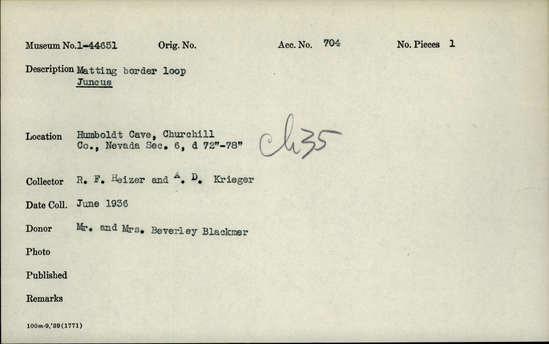 Museum No. 1-44651 Orig. No. Acc. No. 704 No. Pieces 1
Description Matting border loop
Juncus
Location Humboldt Cave, Churchill
Co., Nevada Sec. 6, d 72"-78"
Ch35
Collector R. F. Heizer and A. D. Krieger
Date Coll. June 1936
Donor Mr. and Mrs. Beverley Blackmer
Photo
Published
Remarks
100m-9,'39(1771)